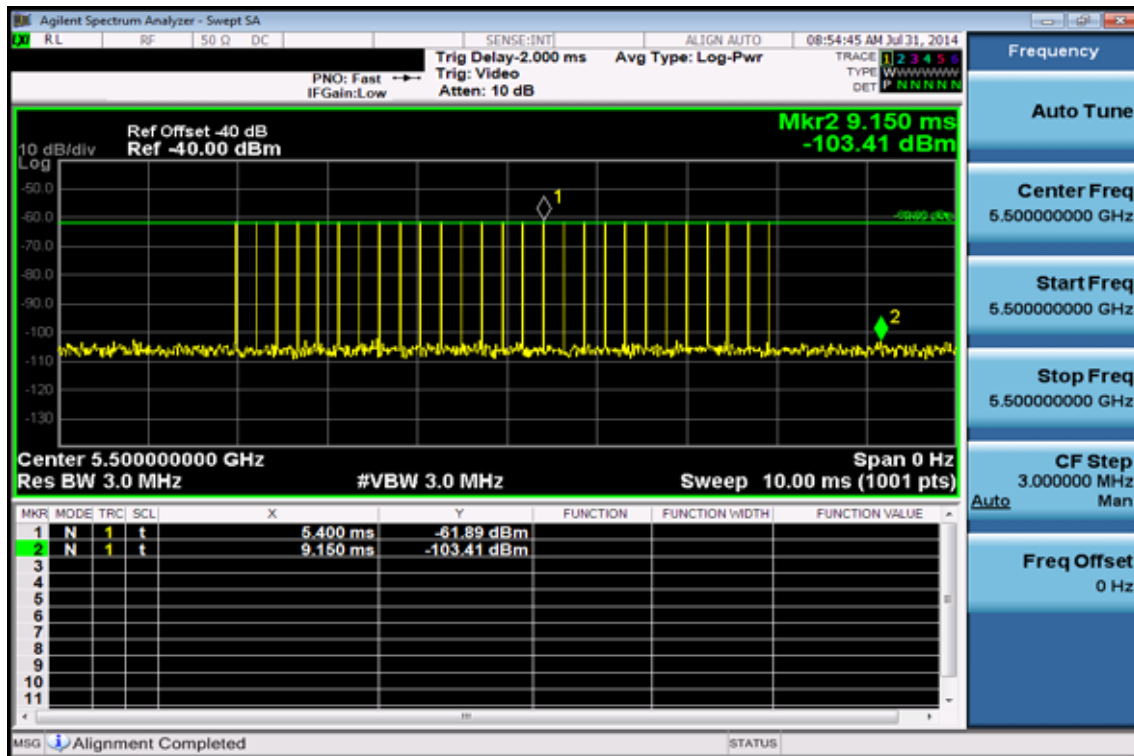 Agilent Spectrum Analyzer - Swept SA
RL RF 50 Ω DC SENSE:INT ALIGN AUTO 08:54:45 AM Jul 31, 2014
Trig Delay-2.000 ms Avg Type: Log-Pwr TRACE 1 2 3 4 5 6
PNO: Fast Trig: Video TYPE W
IFGain:Low Atten: 10 dB DET P N N N N N
Frequency
Auto Tune
Center Freq
5.500000000 GHz
Start Freq
5.500000000 GHz
Stop Freq
5.500000000 GHz
CF Step
3.000000 MHz
Auto Man
Freq Offset
0 Hz
Mkr2 9.150 ms
-103.41 dBm
Ref Offset -40 dB
10 dB/div Ref -40.00 dBm
Log
-50.0
-60.0
-70.0
-80.0
-90.0
-100
-110
-120
-130
1
2
Center 5.500000000 GHz Span 0 Hz
Res BW 3.0 MHz #VBW 3.0 MHz Sweep 10.00 ms (1001 pts)
MKR MODE TRC SCL X Y FUNCTION FUNCTION WIDTH FUNCTION VALUE
1 N 1 t 5.400 ms -61.89 dBm
2 N 1 t 9.150 ms -103.41 dBm
3
4
5
6
7
8
9
10
11
MSG Alignment Completed STATUS